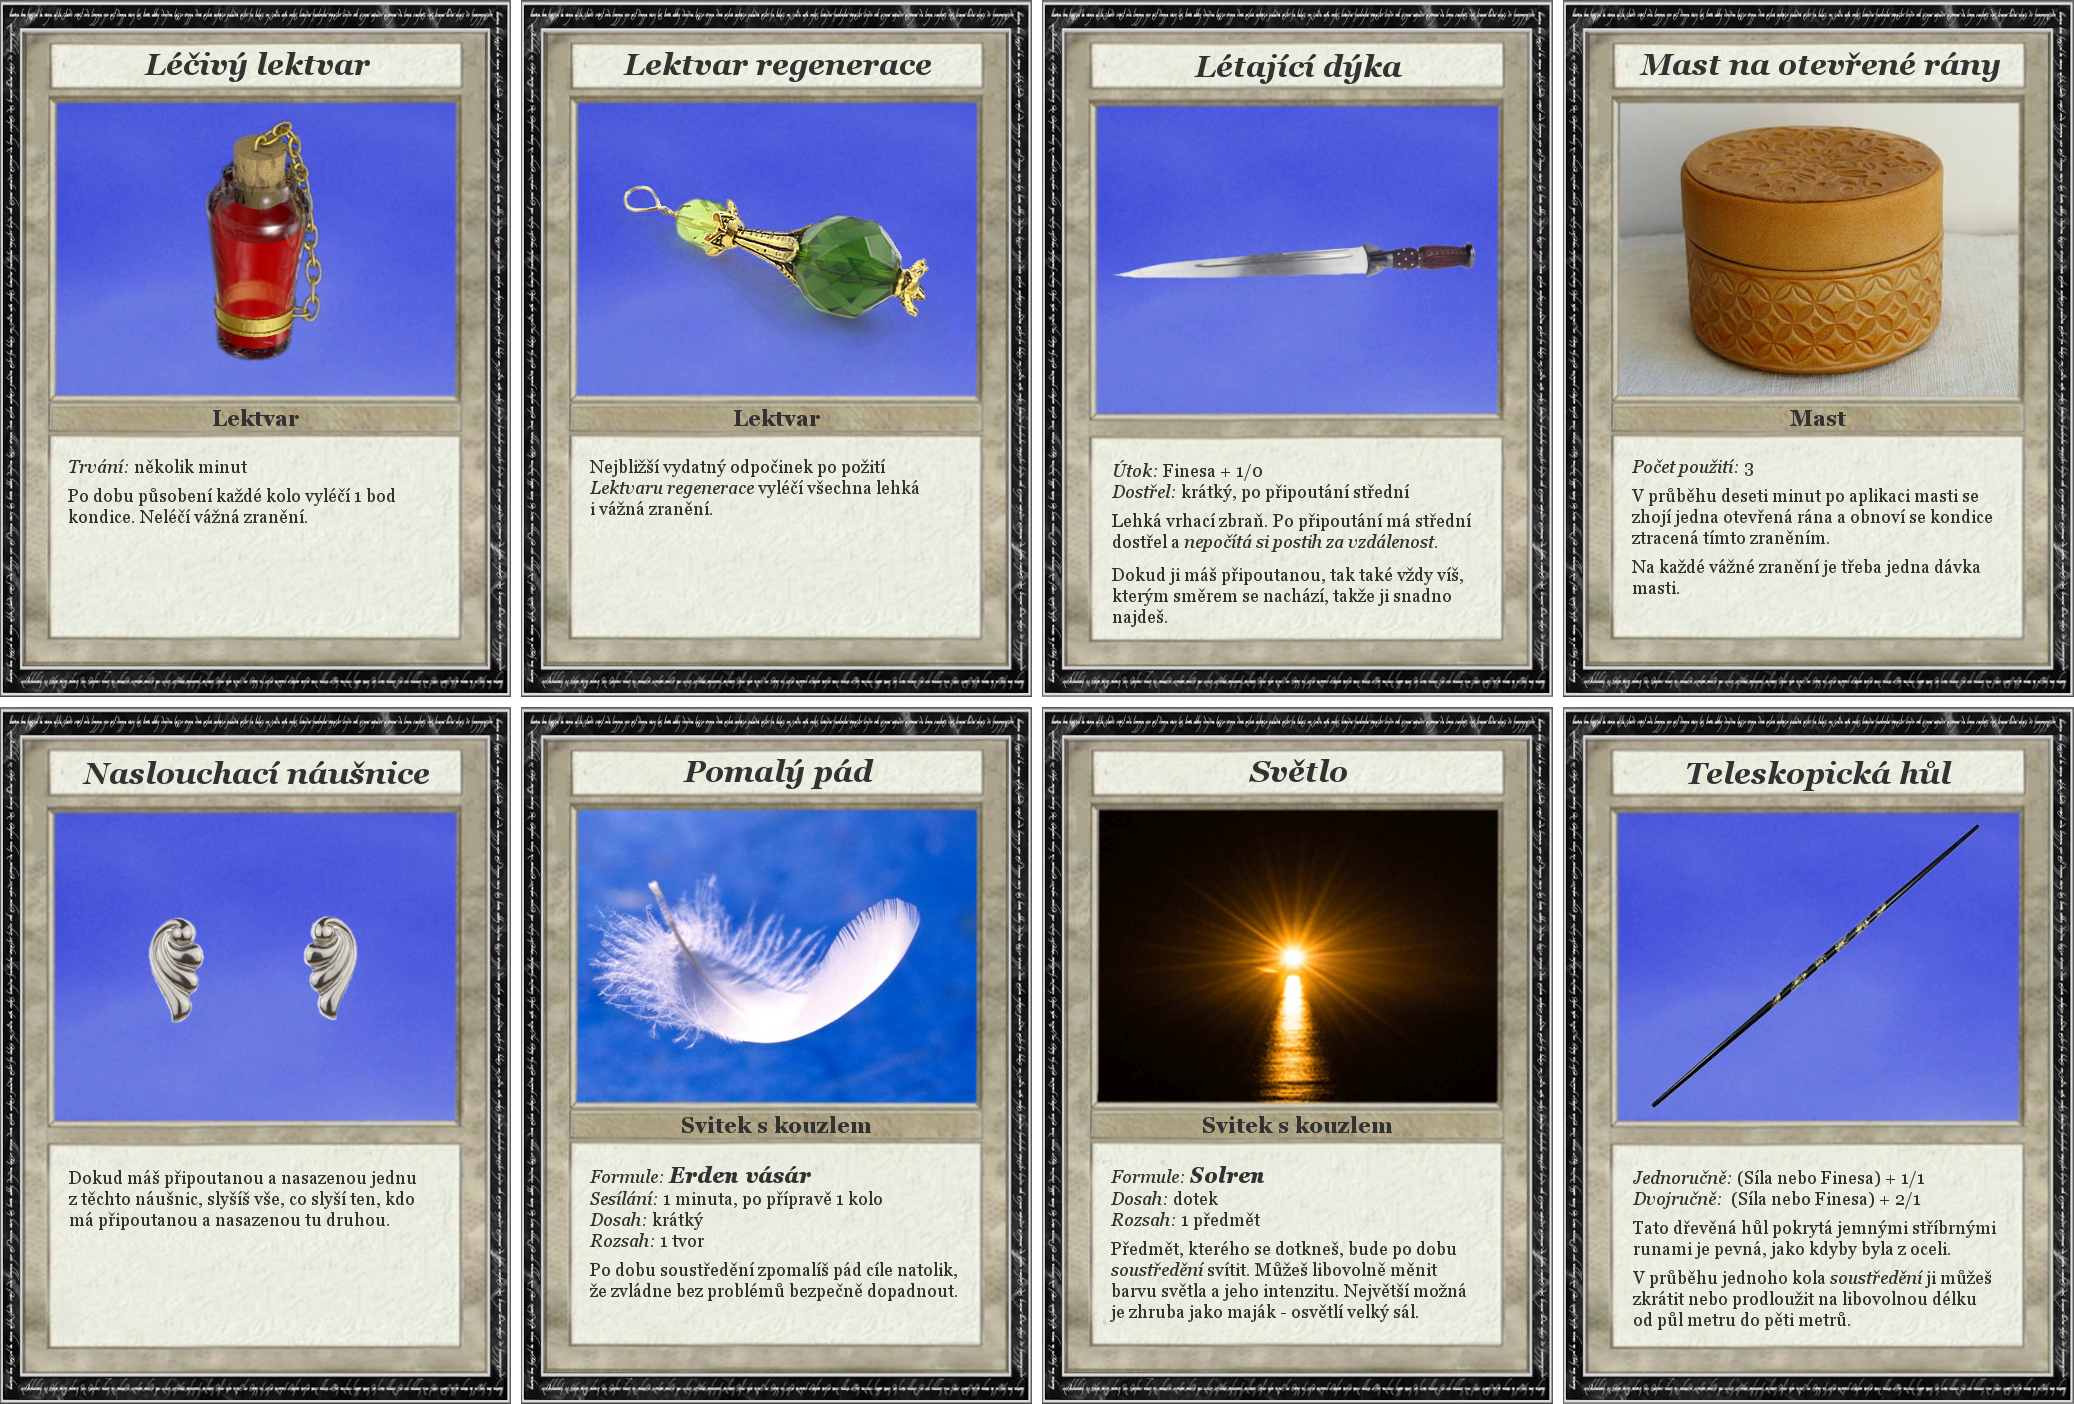 Léčivý lektvar
Lektvar
Trvání: několik minut
Po dobu působení každé kolo vyléčí 1 bod
kondice. Neléčí vážná zranění.
Lektvar regenerace
Lektvar
Nejbližší vydatný odpočinek po požití
Lektvaru regenerace vyléčí všechna lehká
i vážná zranění.
Létající dýka
Útok: Finesa + 1/0
Dostřel: krátký, po připoutání střední
Lehká vrhací zbraň. Po připoutání má střední
dostřel a nepočítá si postih za vzdálenost.
Dokud ji máš připoutanou, tak také vždy víš,
kterým směrem se nachází, takže ji snadno
najdeš.
Mast na otevřené rány
Mast
Počet použití: 3
V průběhu deseti minut po aplikaci masti se
zhojí jedna otevřená rána a obnoví se kondice
ztracená tímto zraněním.
Na každé vážné zranění je třeba jedna dávka
masti.
Naslouchací náušnice
Dokud máš připoutanou a nasazenou jednu
z těchto náušnic, slyšíš vše, co slyší ten, kdo
má připoutanou a nasazenou tu druhou.
Pomalý pád
Svitek s kouzlem
Formule: Erden vásár
Sesílání: 1 minuta, po přípravě 1 kolo
Dosah: krátký
Rozsah: 1 tvor
Po dobu soustředění zpomalíš pád cíle natolik,
že zvládne bez problémů bezpečně dopadnout.
Světlo
Svitek s kouzlem
Formule: Solren
Dosah: dotek
Rozsah: 1 předmět
Předmět, kterého se dotkneš, bude po dobu
soustředění svítit. Můžeš libovolně měnit
barvu světla a jeho intenzitu. Největší možná
je zhruba jako maják - osvětlí velký sál.
Teleskopická hůl
Jednoručně: (Síla nebo Finesa) + 1/1
Dvojručně: (Síla nebo Finesa) + 2/1
Tato dřevěná hůl pokrytá jemnými stříbrnými
runami je pevná, jako kdyby byla z oceli.
V průběhu jednoho kola soustředění ji můžeš
zkrátit nebo prodloužit na libovolnou délku
od půl metru do pěti metrů.